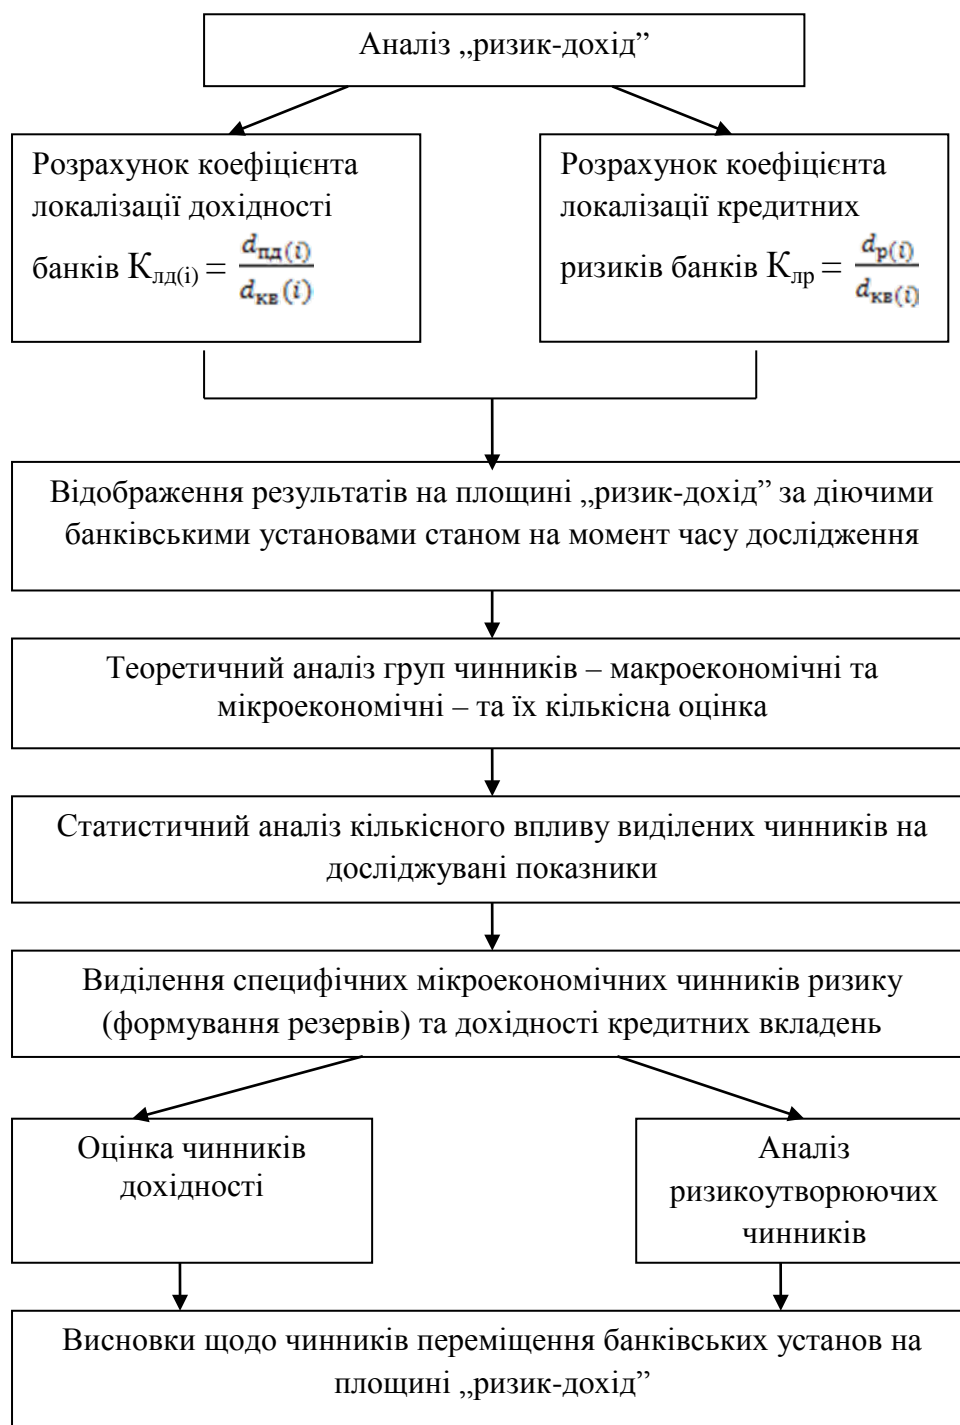 Аналіз „ризик-дохід”
Розрахунок коефіцієнта
локалізації дохідності
банків Клд(і) = dпд(i) / dкв(i)
Розрахунок коефіцієнта
локалізації кредитних
ризиків банків Клр = dр(i) / dкв(i)
Відображення результатів на площині „ризик-дохід” за діючими
банківськими установами станом на момент часу дослідження
Теоретичний аналіз груп чинників – макроекономічні та
мікроекономічні – та їх кількісна оцінка
Статистичний аналіз кількісного впливу виділених чинників на
досліджувані показники
Виділення специфічних мікроекономічних чинників ризику
(формування резервів) та дохідності кредитних вкладень
Оцінка чинників
дохідності
Аналіз
ризикоутворюючих
чинників
Висновки щодо чинників переміщення банківських установ на
площині „ризик-дохід”